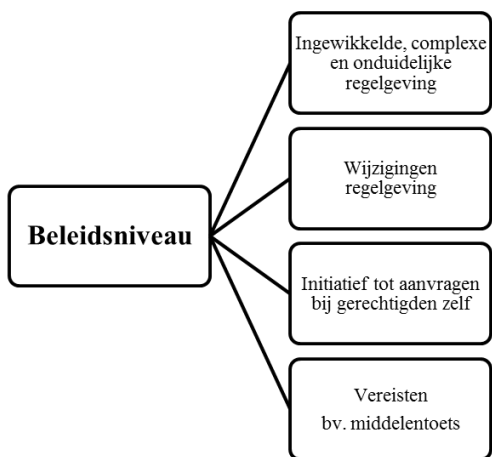 Ingewikkelde, complexe
en onduidelijke
regelgeving
Wijzigingen
regelgeving
Beleidsniveau
Initiatief tot aanvragen
bij gerechtigden zelf
Vereisten
bv. middelentoets